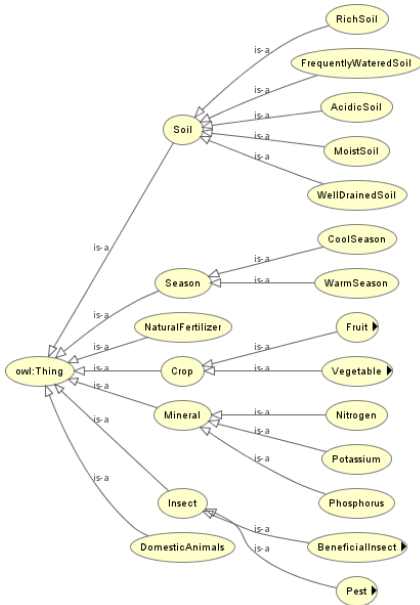 RichSoil
is-a
FrequentlyWateredSoil
is-a
AcidicSoil
Soil
is-a
is-a
MoistSoil
is-a
WellDrainedSoil
is-a
CoolSeason
is-a
Season
is-a
WarmSeason
is-a
NaturalFertilizer
Fruit
is-a
is-a
owl:Thing
is-a
Crop
is-a
Vegetable
is-a
Mineral
is-a
Nitrogen
is-a
Potassium
is-a
is-a
Insect
Phosphorus
is-a
DomesticAnimals
is-a
BeneficialInsect
is-a
Pest